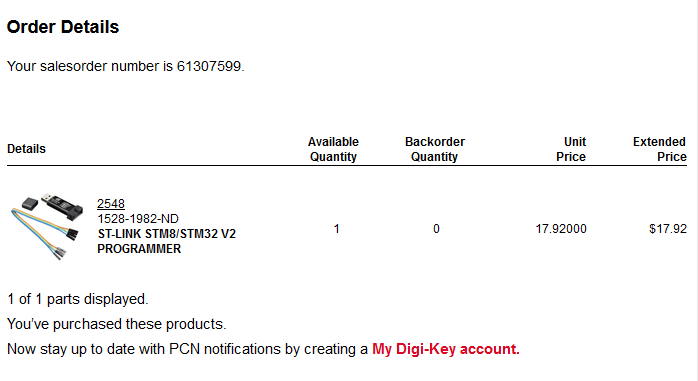 Order Details
Your salesorder number is 61307599.
Details
Available Quantity
Backorder Quantity
Unit Price
Extended Price
2548
1528-1982-ND
ST-LINK STM8/STM32 V2
PROGRAMMER
1
0
17.92000
$17.92
1 of 1 parts displayed.
You've purchased these products.
Now stay up to date with PCN notifications by creating a My Digi-Key account.